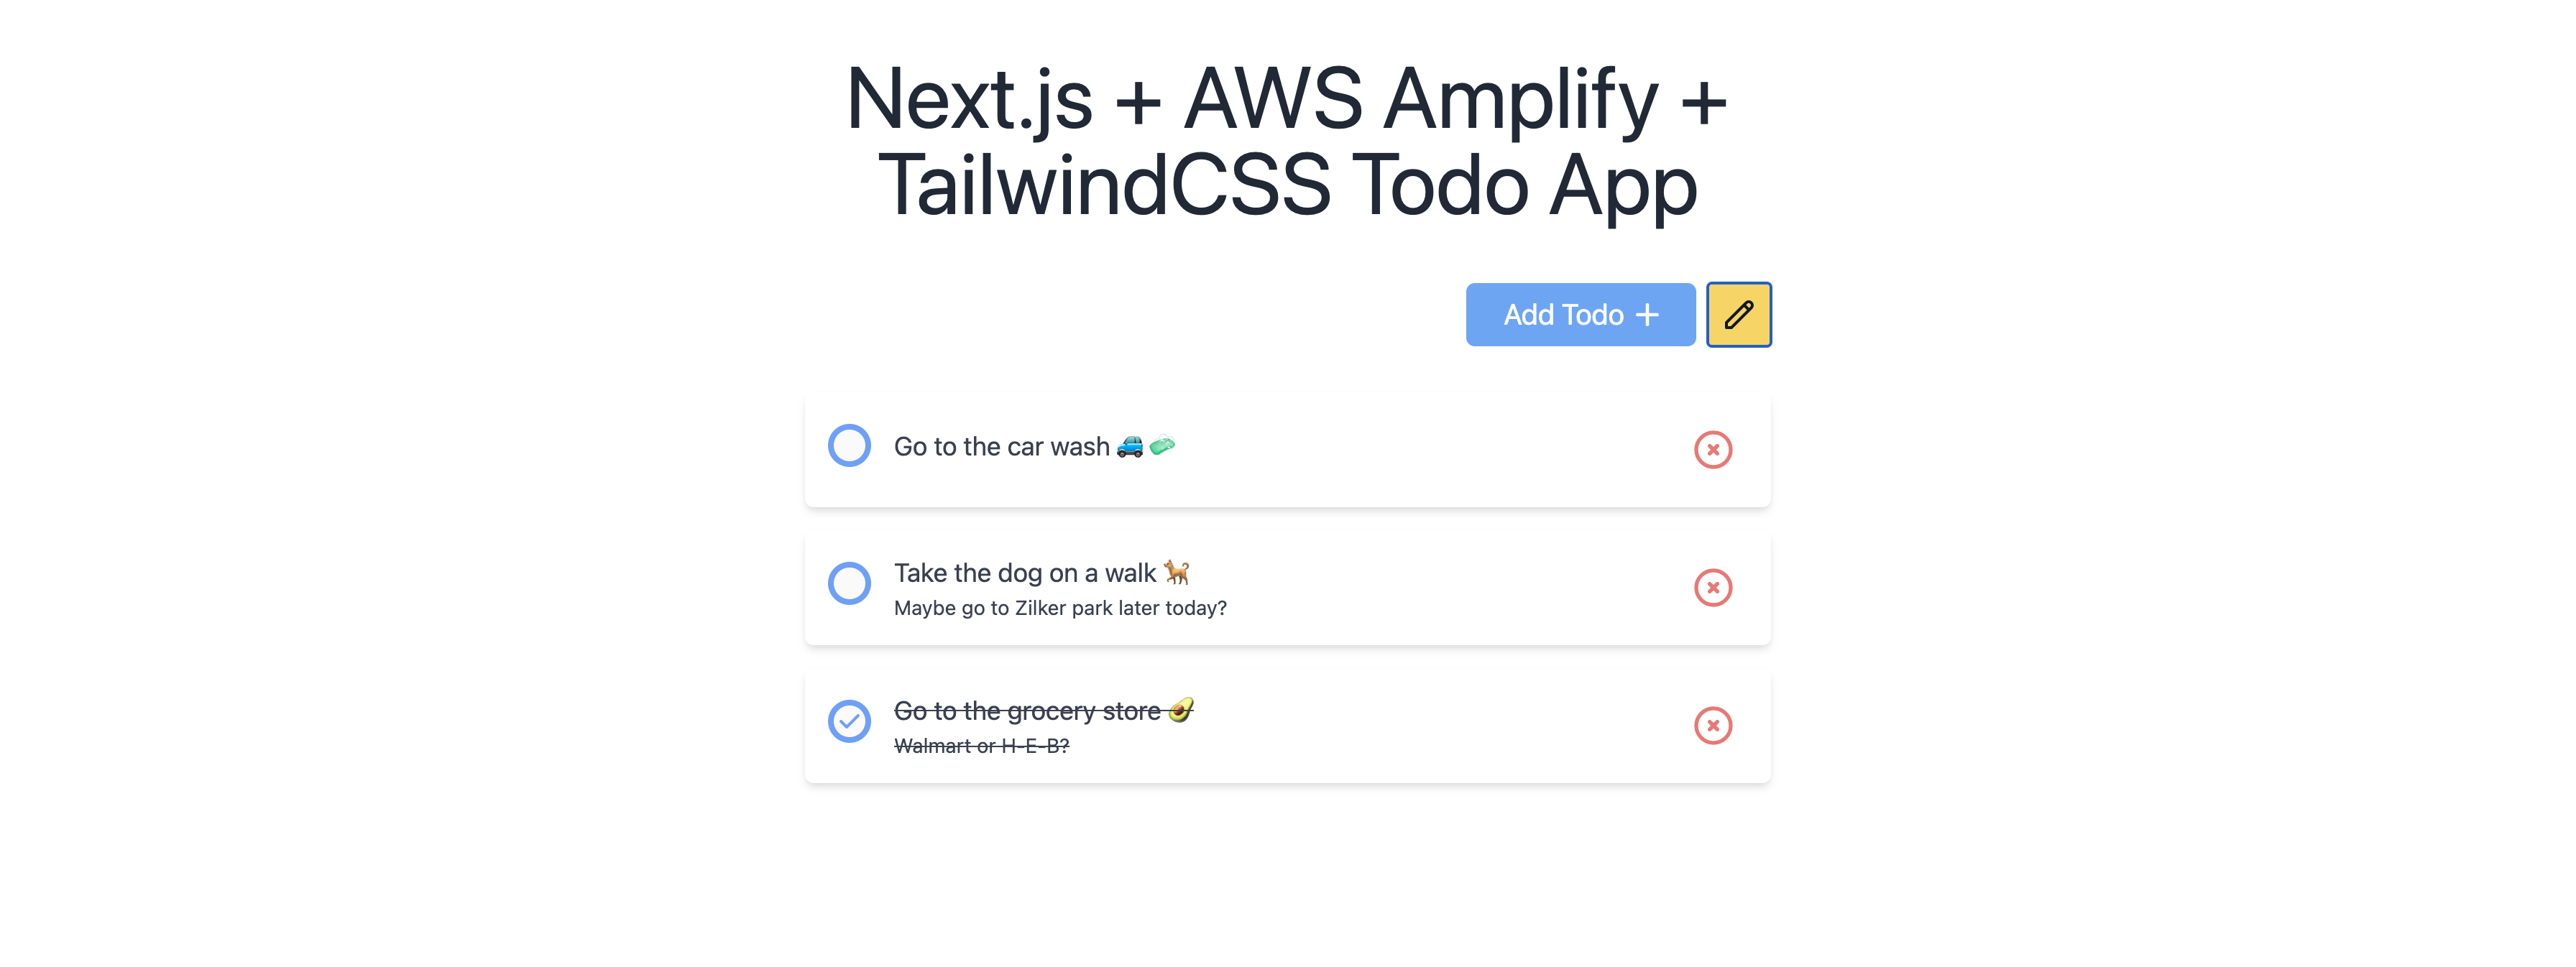 Next.js + AWS Amplify +
TailwindCSS Todo App
Add Todo +
Go to the car wash 🚙🧼
Take the dog on a walk 🐕
Maybe go to Zilker park later today?
Go to the grocery store 🥑
Walmart or H-E-B?